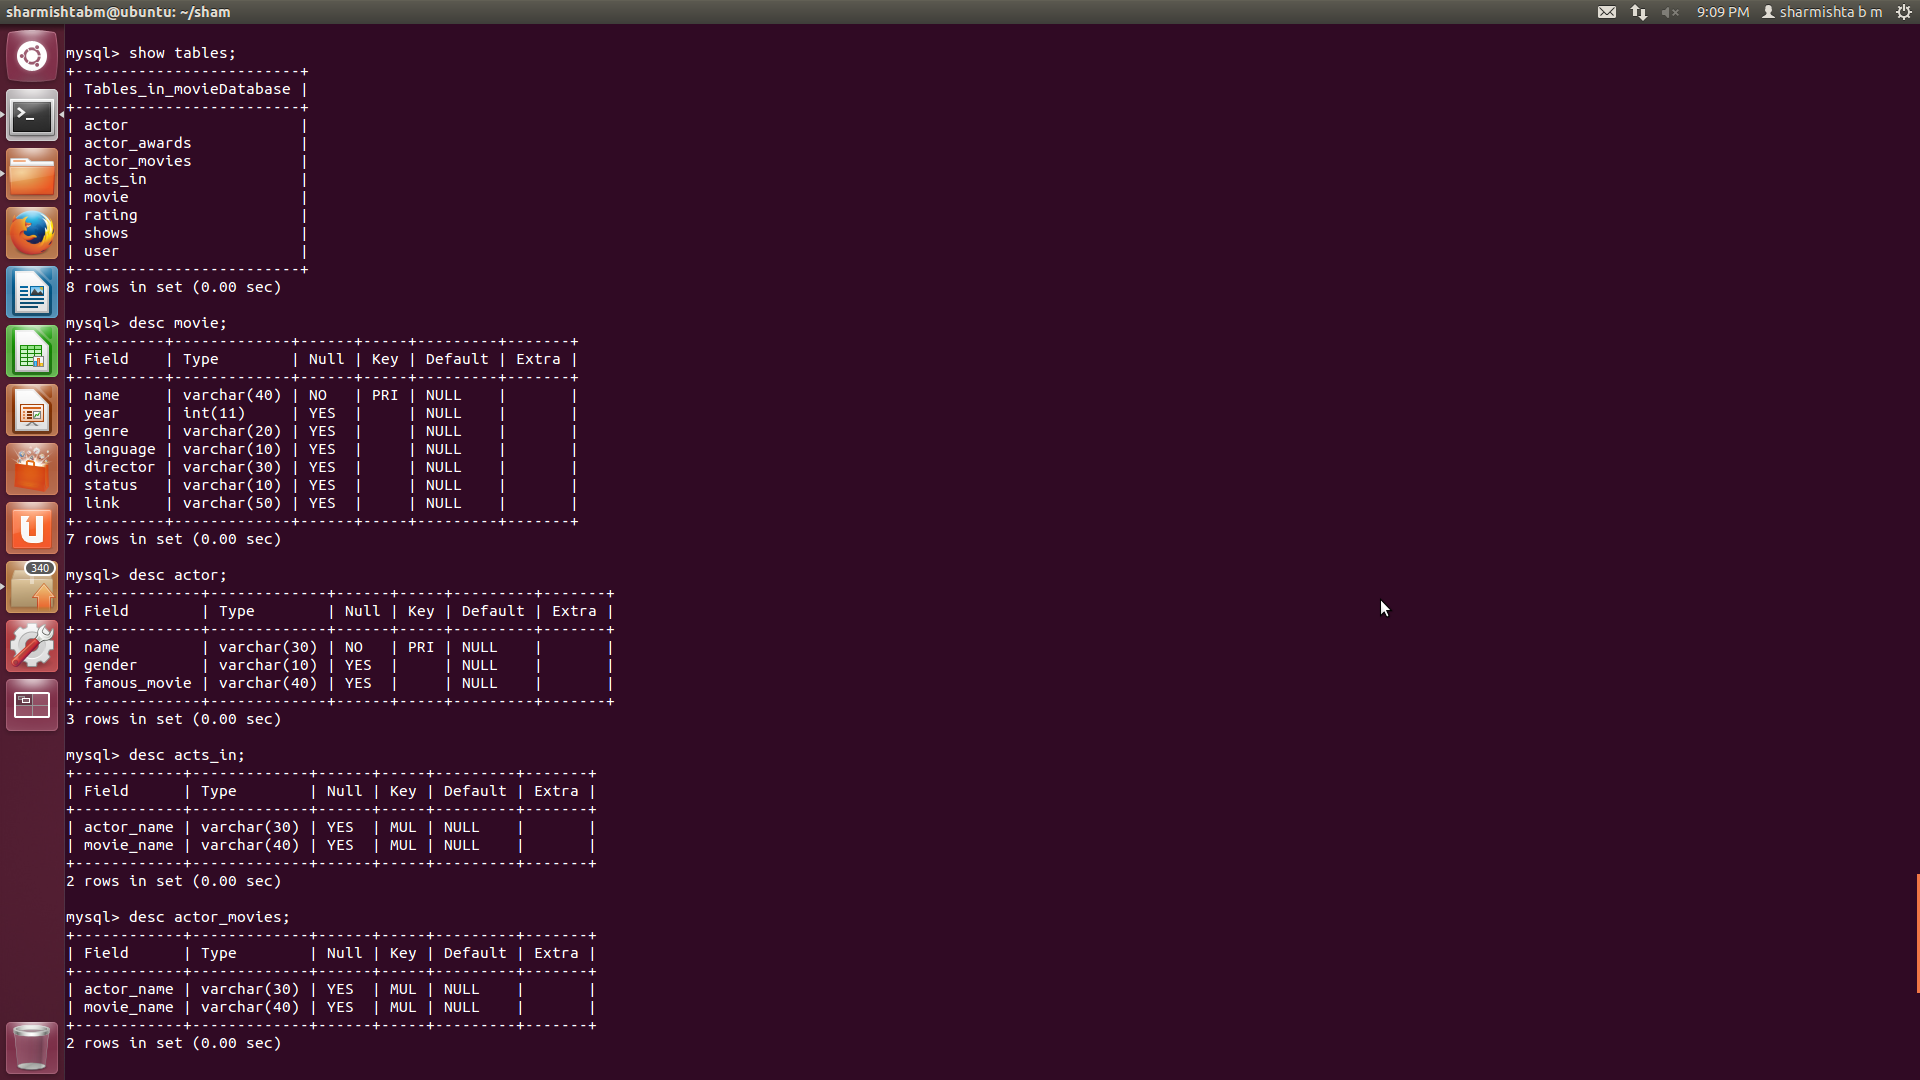 sharmishtabm@ubuntu: ~/sham
9:09 PM
sharmishta b m
mysql> show tables;
+-------------------------+
| Tables_in_movieDatabase |
+-------------------------+
| actor                   |
| actor_awards            |
| actor_movies            |
| acts_in                 |
| movie                   |
| rating                  |
| shows                   |
| user                    |
+-------------------------+
8 rows in set (0.00 sec)
mysql> desc movie;
+----------+-------------+------+-----+---------+-------+
| Field    | Type        | Null | Key | Default | Extra |
+----------+-------------+------+-----+---------+-------+
| name     | varchar(40) | NO   | PRI | NULL    |       |
| year     | int(11)     | YES  |     | NULL    |       |
| genre    | varchar(20) | YES  |     | NULL    |       |
| language | varchar(10) | YES  |     | NULL    |       |
| director | varchar(30) | YES  |     | NULL    |       |
| status   | varchar(10) | YES  |     | NULL    |       |
| link     | varchar(50) | YES  |     | NULL    |       |
+----------+-------------+------+-----+---------+-------+
7 rows in set (0.00 sec)
mysql> desc actor;
+--------------+-------------+------+-----+---------+-------+
| Field        | Type        | Null | Key | Default | Extra |
+--------------+-------------+------+-----+---------+-------+
| name         | varchar(30) | NO   | PRI | NULL    |       |
| gender       | varchar(10) | YES  |     | NULL    |       |
| famous_movie | varchar(40) | YES  |     | NULL    |       |
+--------------+-------------+------+-----+---------+-------+
3 rows in set (0.00 sec)
mysql> desc acts_in;
+------------+-------------+------+-----+---------+-------+
| Field      | Type        | Null | Key | Default | Extra |
+------------+-------------+------+-----+---------+-------+
| actor_name | varchar(30) | YES  | MUL | NULL    |       |
| movie_name | varchar(40) | YES  | MUL | NULL    |       |
+------------+-------------+------+-----+---------+-------+
2 rows in set (0.00 sec)
mysql> desc actor_movies;
+------------+-------------+------+-----+---------+-------+
| Field      | Type        | Null | Key | Default | Extra |
+------------+-------------+------+-----+---------+-------+
| actor_name | varchar(30) | YES  | MUL | NULL    |       |
| movie_name | varchar(40) | YES  | MUL | NULL    |       |
+------------+-------------+------+-----+---------+-------+
2 rows in set (0.00 sec)
340